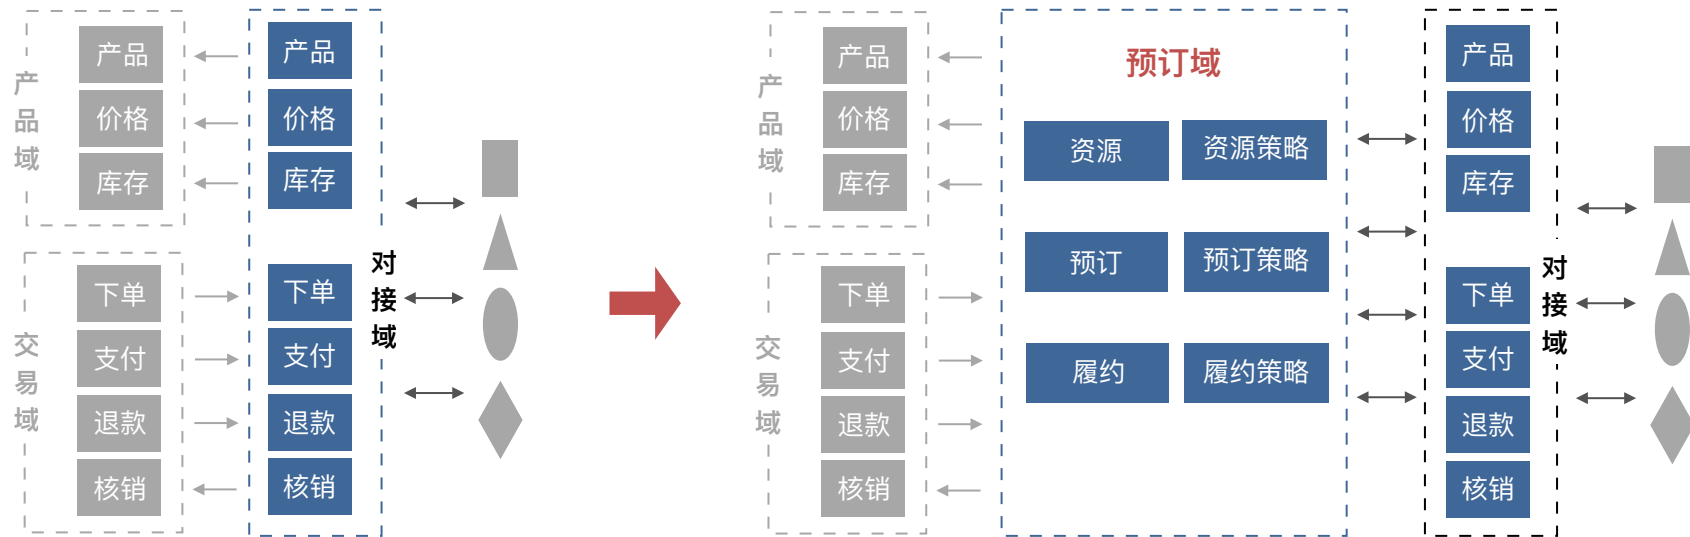 产品域
产品
价格
库存
交易域
下单
支付
退款
核销
产品
价格
库存
下单
支付
退款
核销
对接域
产品域
产品
价格
库存
交易域
下单
支付
退款
核销
预订域
资源
资源策略
预订
预订策略
履约
履约策略
产品
价格
库存
下单
支付
退款
核销
对接域